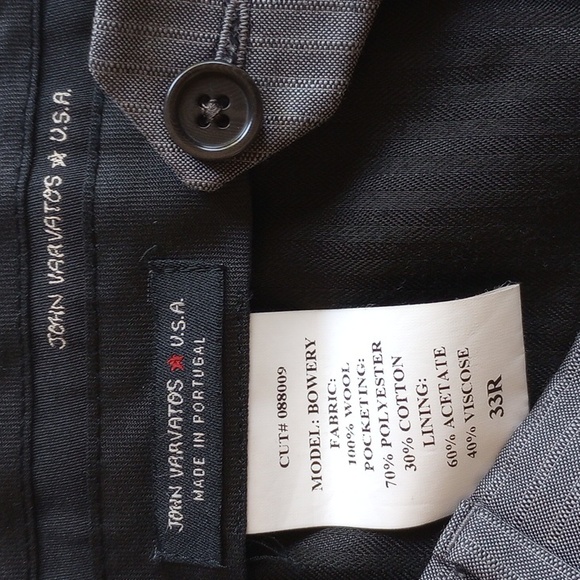 JOHN VARVATOS ★ U.S.A.
JOHN VARVATOS ★ U.S.A.
MADE IN PORTUGAL
CUT# 088009
MODEL: BOWERY
FABRIC:
100% WOOL
POCKETING:
70% POLYESTER
30% COTTON
LINING:
60% ACETATE
40% VISCOSE
33R